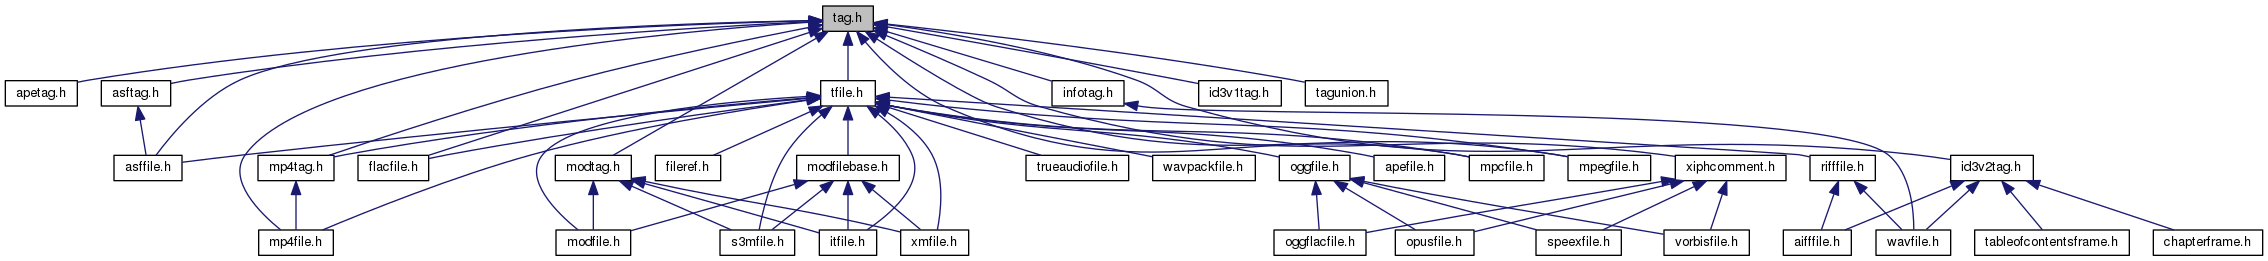 tag.h
apetag.h
asftag.h
tfile.h
infotag.h
id3v1tag.h
tagunion.h
asffile.h
mp4tag.h
flacfile.h
modtag.h
fileref.h
modfilebase.h
trueaudiofile.h
wavpackfile.h
oggfile.h
apefile.h
mpcfile.h
mpegfile.h
xiphcomment.h
rifffile.h
id3v2tag.h
mp4file.h
modfile.h
s3mfile.h
itfile.h
xmfile.h
oggflacfile.h
opusfile.h
speexfile.h
vorbisfile.h
aifffile.h
wavfile.h
tableofcontentsframe.h
chapterframe.h